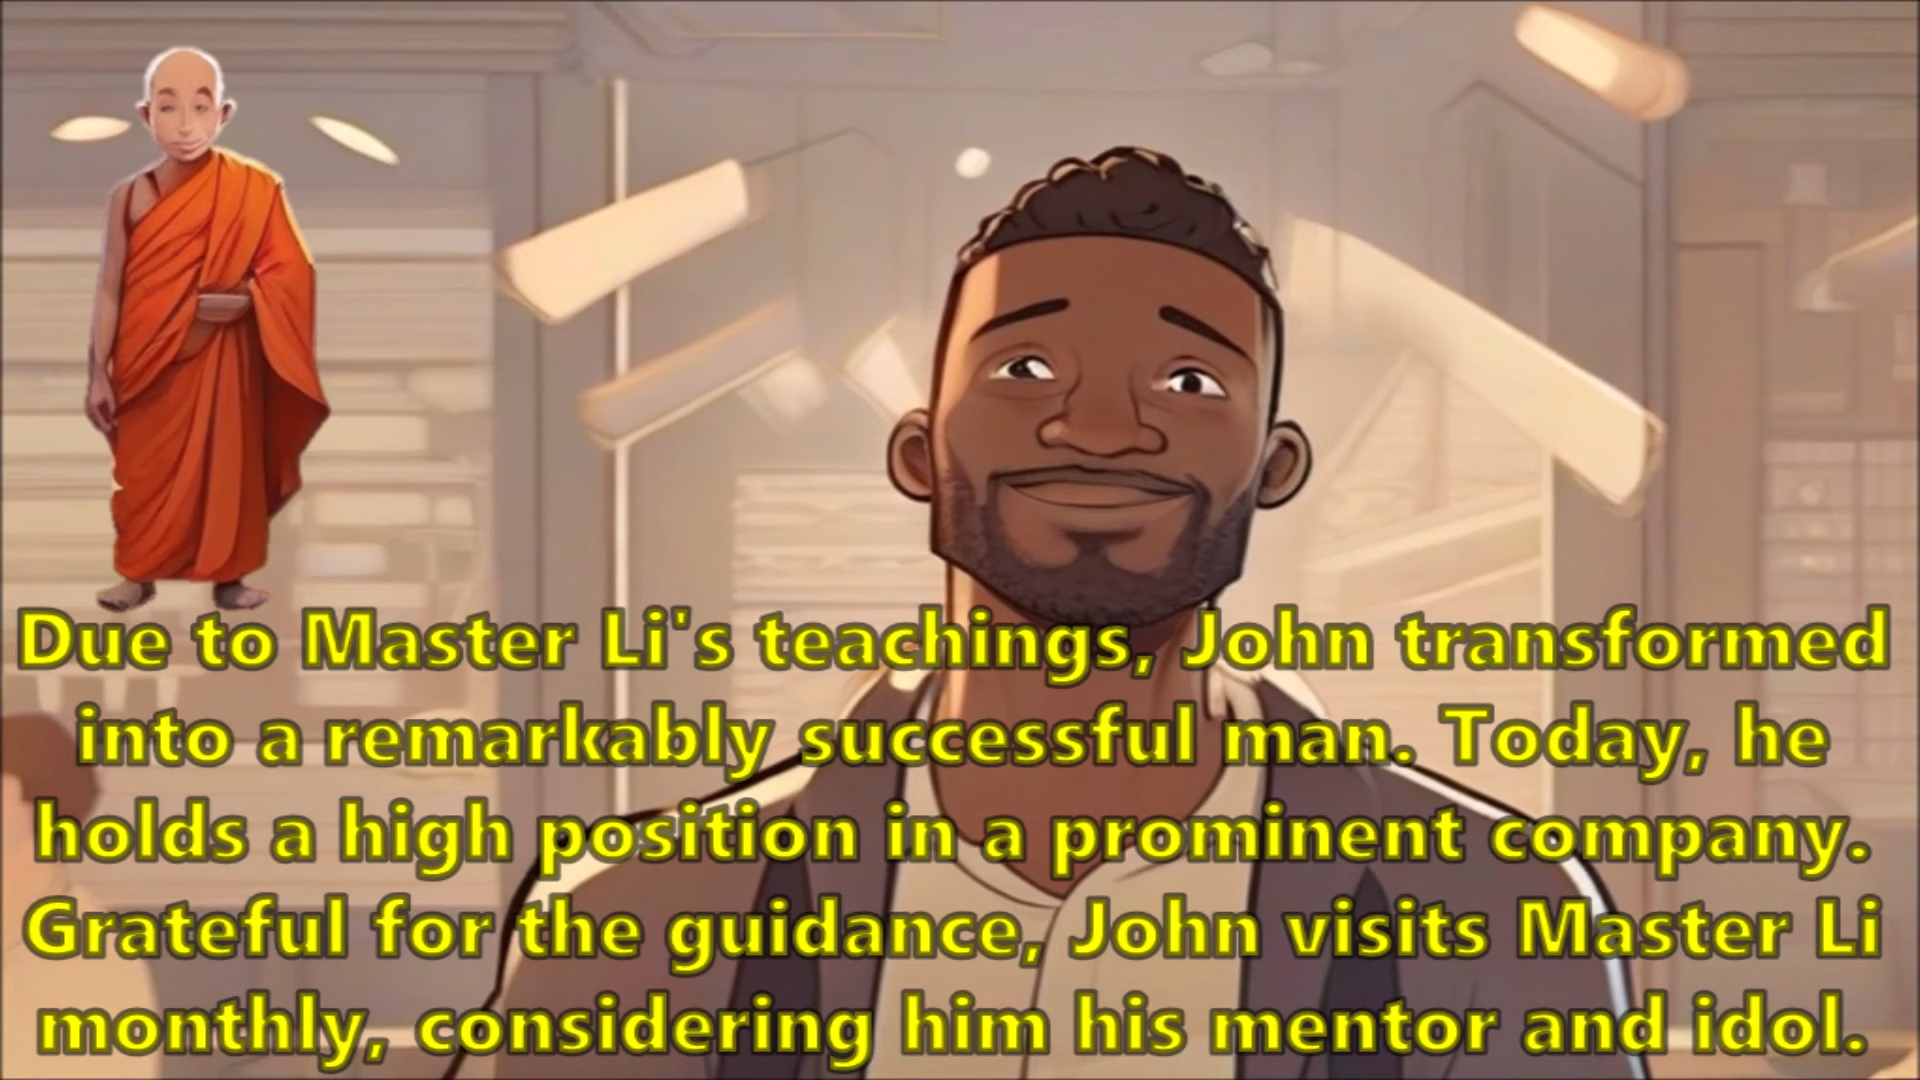 Due to Master Li's teachings, John transformed
into a remarkably successful man. Today, he
holds a high position in a prominent company.
Grateful for the guidance, John visits Master Li
monthly, considering him his mentor and idol.